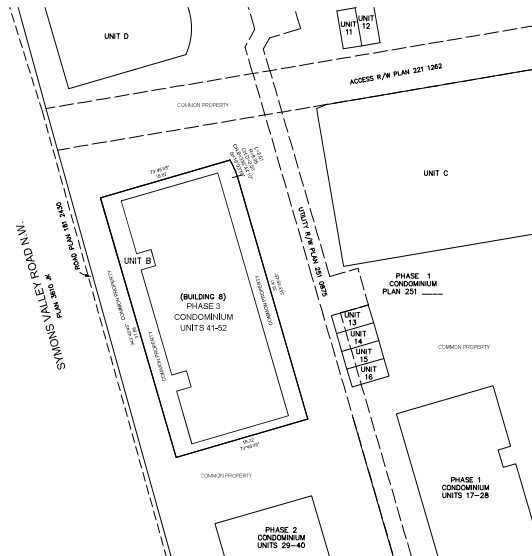 UNIT D
UNIT
11
UNIT
12
ACCESS R/W PLAN 221 1262
COMMON PROPERTY
UNIT C
SYMONS VALLEY ROAD N.W.
PLAN 3610 JK
ROAD PLAN 181 2430
UNIT B
COMMON PROPERTY
COMMON PROPERTY
(BUILDING 8)
PHASE 3
CONDOMINIUM
UNITS 41-52
COMMON PROPERTY
UTILITY R/W PLAN 251 0875
PHASE 1
CONDOMINIUM
PLAN 251 ____
UNIT
13
UNIT
14
UNIT
15
UNIT
16
COMMON PROPERTY
COMMON PROPERTY
PHASE 1
CONDOMINIUM
UNITS 17-28
PHASE 2
CONDOMINIUM
UNITS 29-40